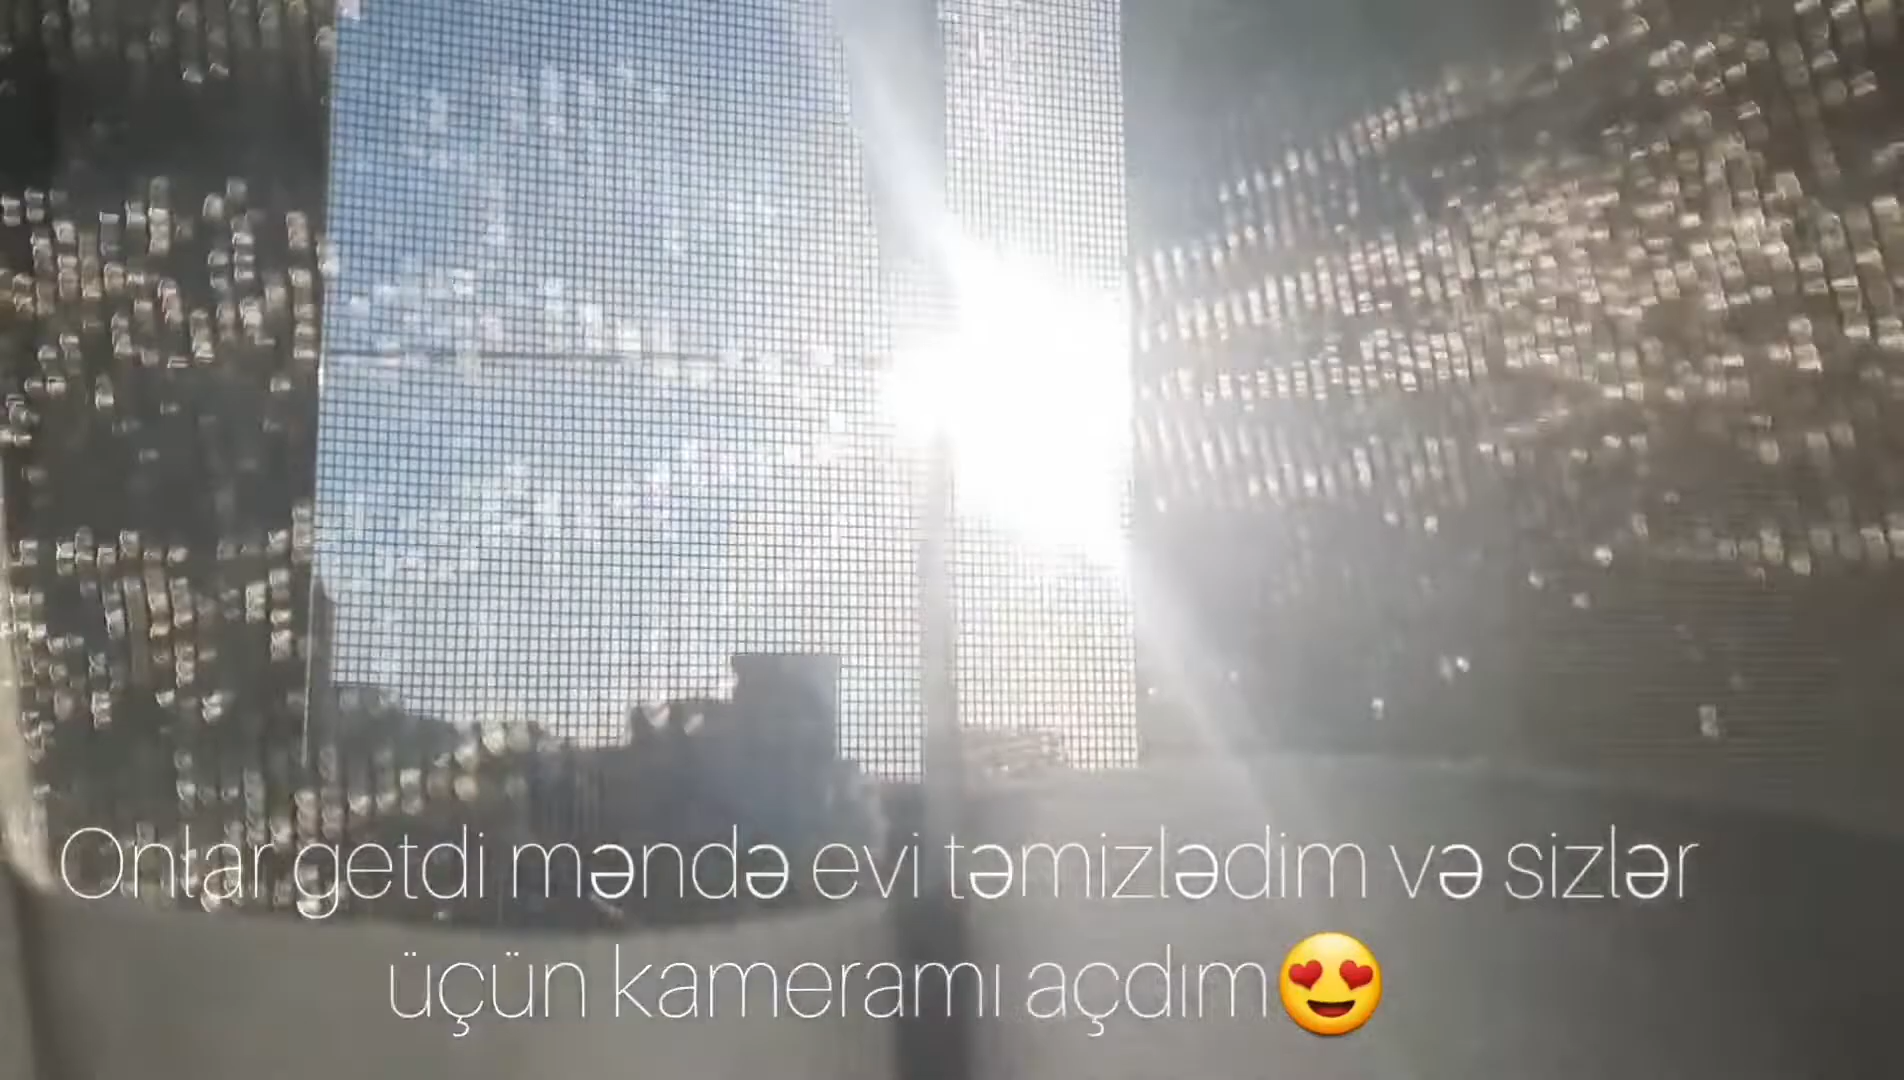 Onlar getdi məndə evi təmizlədim və sizlər
üçün kameramı açdım😍